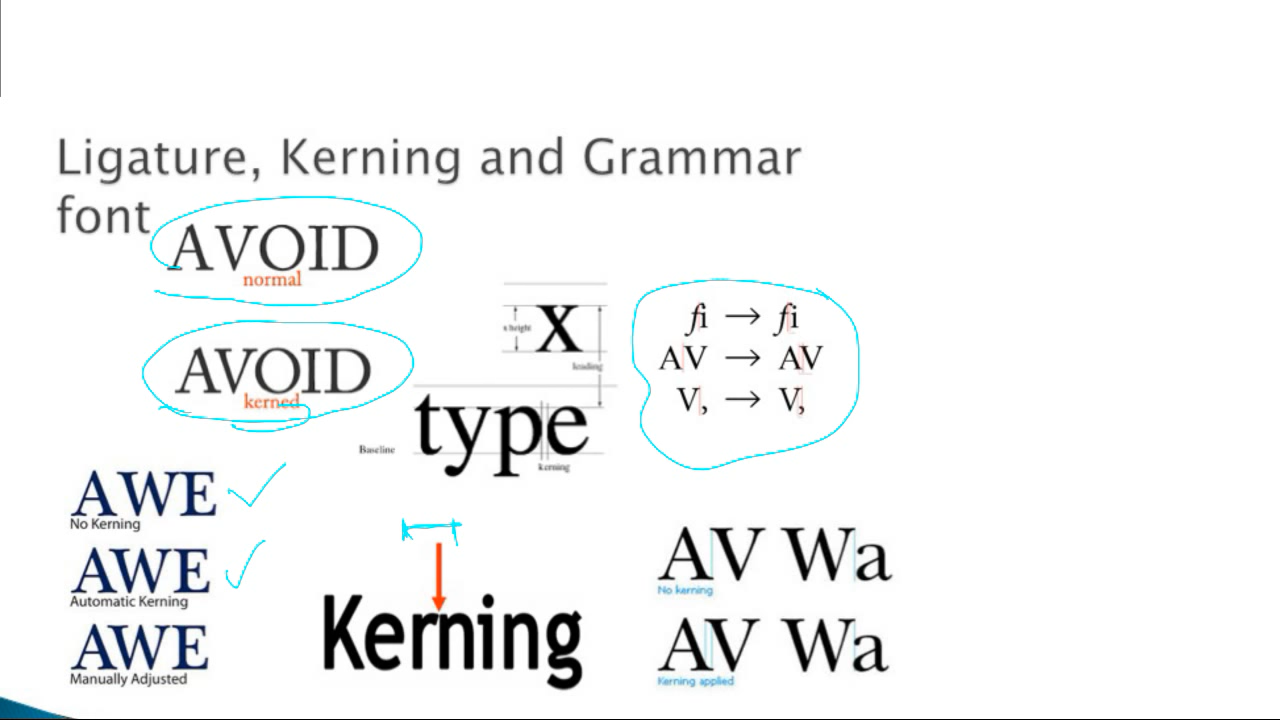 Ligature, Kerning and Grammar
font
AVOID
normal
AVOID
kerned
x
x height
leading
type
Baseline
kerning
fi → fi
AV → AV
V, → V,
AWE
No Kerning
AWE
Automatic Kerning
AWE
Manually Adjusted
Kerning
AV Wa
No kerning
AV Wa
Kerning applied